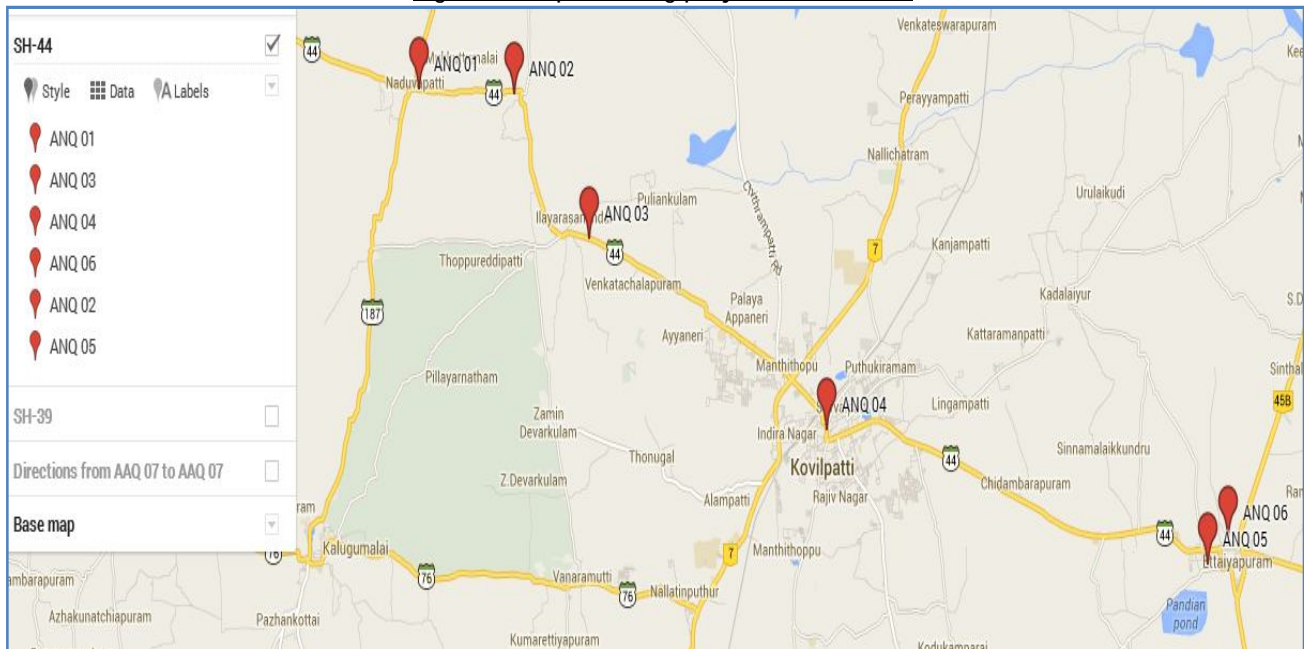 SH-44
Style Data Labels
ANQ 01
ANQ 03
ANQ 04
ANQ 06
ANQ 02
ANQ 05
SH-39
Directions from AAQ 07 to AAQ 07
Base map
44
ANQ 01
Naduvapatti
44
ANQ 02
Venkateswarapuram
Perayyampatti
Nallichatram
Urulaikudi
Puliankulam
ANQ 03
44
Thoppureddipatti
Venkatachalapuram
7
Kanjampatti
187
Palaya
Appaneri
Ayyaneri
Kadalaiyur
S.D
Kattaramanpatti
Manthithopu
Puthukiramam
Pillayarnatham
Sinthal
45B
ANQ 04
Lingampatti
Zamin
Devarkulam
Indira Nagar
Thonugal
Kovilpatti
44
Sinnamalaikkundru
Z.Devarkulam
Alampatti
Rajiv Nagar
Chidambarapuram
ANQ 06
44
ANQ 05
Ettaiyapuram
ram
76
Kalugumalai
7
Manthithoppu
76
Vanaramutti
76
Nallatinputhur
Pandian
pond
ambarapuram
Azhakunatchiapuram
Pazhankottai
Kumarettiyapuram
Kodukamparai